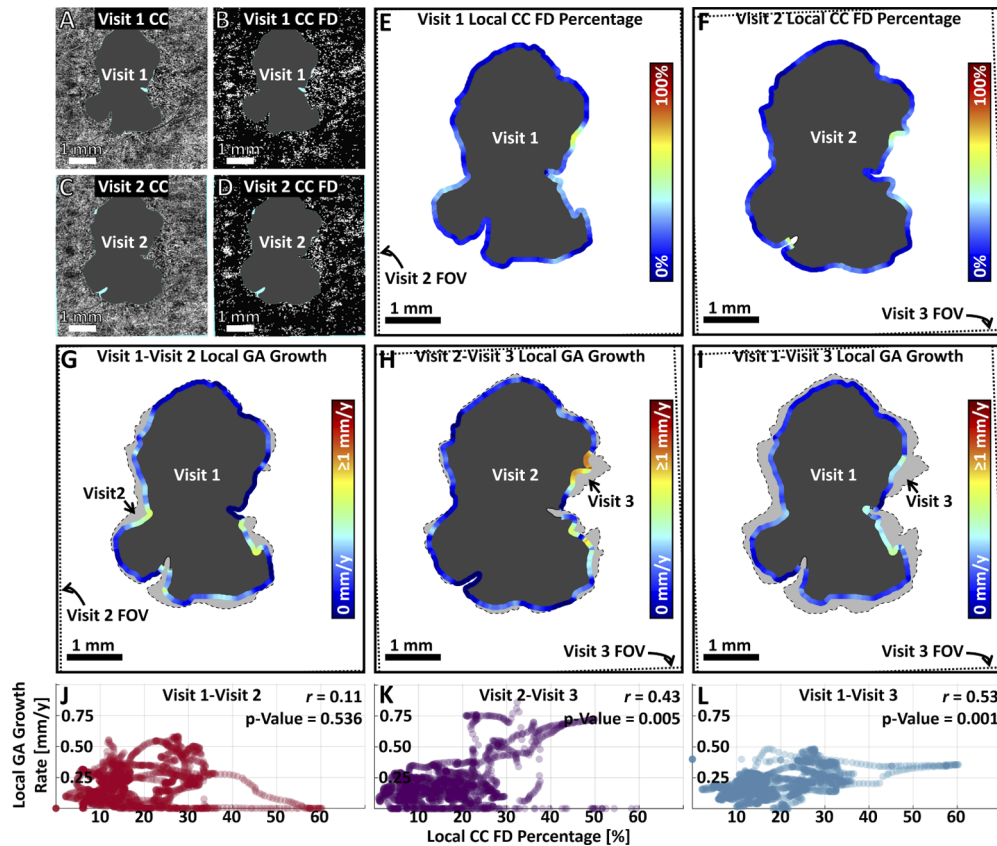 A Visit 1 CC
Visit 1
1 mm
B Visit 1 CC FD
Visit 1
1 mm
C Visit 2 CC
Visit 2
1 mm
D Visit 2 CC FD
Visit 2
1 mm
E Visit 1 Local CC FD Percentage
100%
Visit 1
0%
Visit 2 FOV
1 mm
F Visit 2 Local CC FD Percentage
100%
Visit 2
0%
Visit 3 FOV
1 mm
G Visit 1-Visit 2 Local GA Growth
≥1 mm/y
Visit 1
Visit2
0 mm/y
Visit 2 FOV
1 mm
H Visit 2-Visit 3 Local GA Growth
≥1 mm/y
Visit 2
Visit 3
0 mm/y
Visit 3 FOV
1 mm
I Visit 1-Visit 3 Local GA Growth
≥1 mm/y
Visit 1
Visit 3
0 mm/y
Visit 3 FOV
1 mm
Local GA Growth
Rate [mm/y]
J Visit 1-Visit 2 r = 0.11
p-Value = 0.536
0.75
0.50
0.25
10 20 30 40 50 60
K Visit 2-Visit 3 r = 0.43
p-Value = 0.005
0.75
0.50
0.25
10 20 30 40 50 60
L Visit 1-Visit 3 r = 0.53
p-Value = 0.001
0.75
0.50
0.25
10 20 30 40 50 60
Local CC FD Percentage [%]